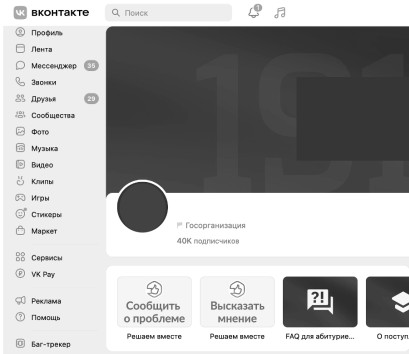 вконтакте
Поиск
1
Профиль
Лента
Мессенджер 35
Звонки
Друзья 29
Сообщества
Фото
Музыка
Видео
Клипы
Игры
Стикеры
Маркет
Сервисы
VK Pay
Реклама
Помощь
Баг-трекер
191
Госорганизация
40K подписчиков
Сообщить
о проблеме
Решаем вместе
Высказать
мнение
Решаем вместе
?!
FAQ для абитурие...
О поступ